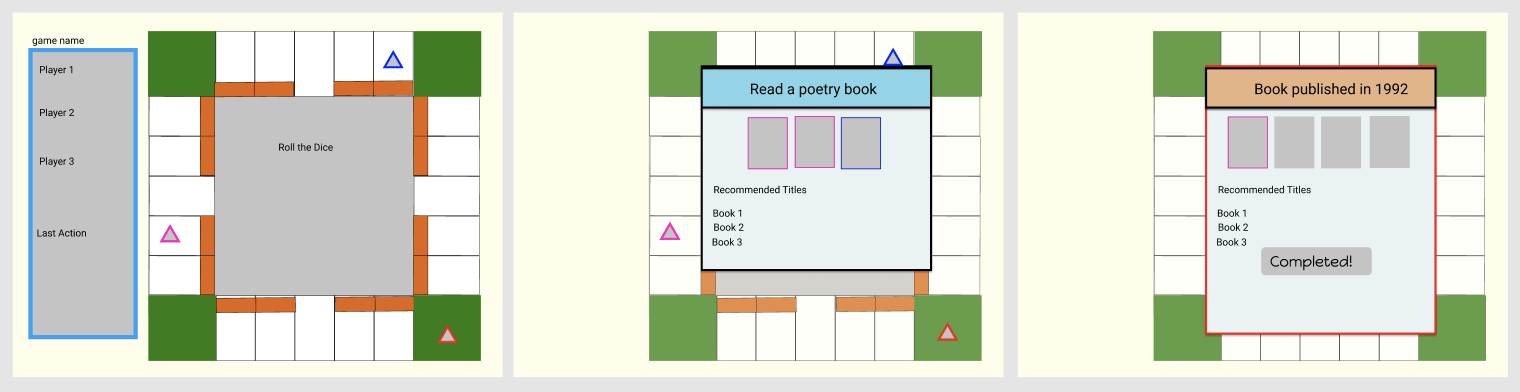 game name
Player 1
Player 2
Player 3
Last Action
Roll the Dice
Read a poetry book
Recommended Titles
Book 1
Book 2
Book 3
Book published in 1992
Recommended Titles
Book 1
Book 2
Book 3
Completed!